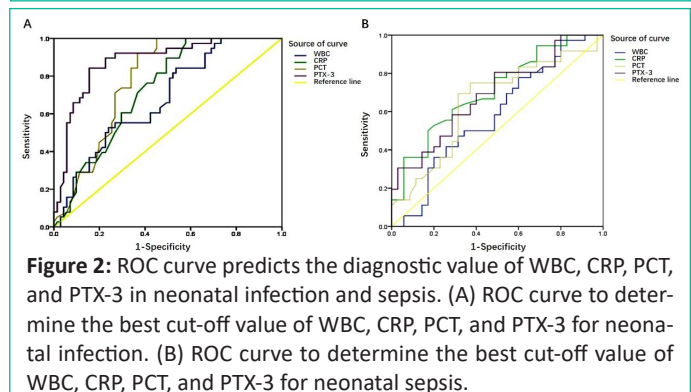 A
B
Source of curve
WBC
CRP
PCT
PTX-3
Reference line
Source of curve
WBC
CRP
PCT
PTX-3
Reference line
Sensitivity
1.0
0.8
0.6
0.4
0.2
0.0
0.0 0.2 0.4 0.6 0.8 1.0
1-Specificity
Sensitivity
1.0
0.8
0.6
0.4
0.2
0.0
0.0 0.2 0.4 0.6 0.8 1.0
1-Specificity
Figure 2: ROC curve predicts the diagnostic value of WBC, CRP, PCT,
and PTX-3 in neonatal infection and sepsis. (A) ROC curve to deter-
mine the best cut-off value of WBC, CRP, PCT, and PTX-3 for neona-
tal infection. (B) ROC curve to determine the best cut-off value of
WBC, CRP, PCT, and PTX-3 for neonatal sepsis.